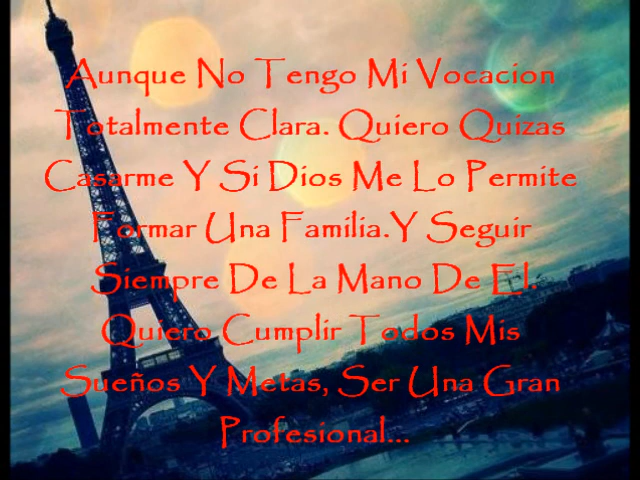 Aunque No Tengo Mi Vocacion
Totalmente Clara. Quiero Quizas
Casarme Y Si Dios Me Lo Permite
Formar Una Familia.Y Seguir
Siempre De La Mano De El.
Quiero Cumplir Todos Mis
Sueños Y Metas, Ser Una Gran
Profesional...